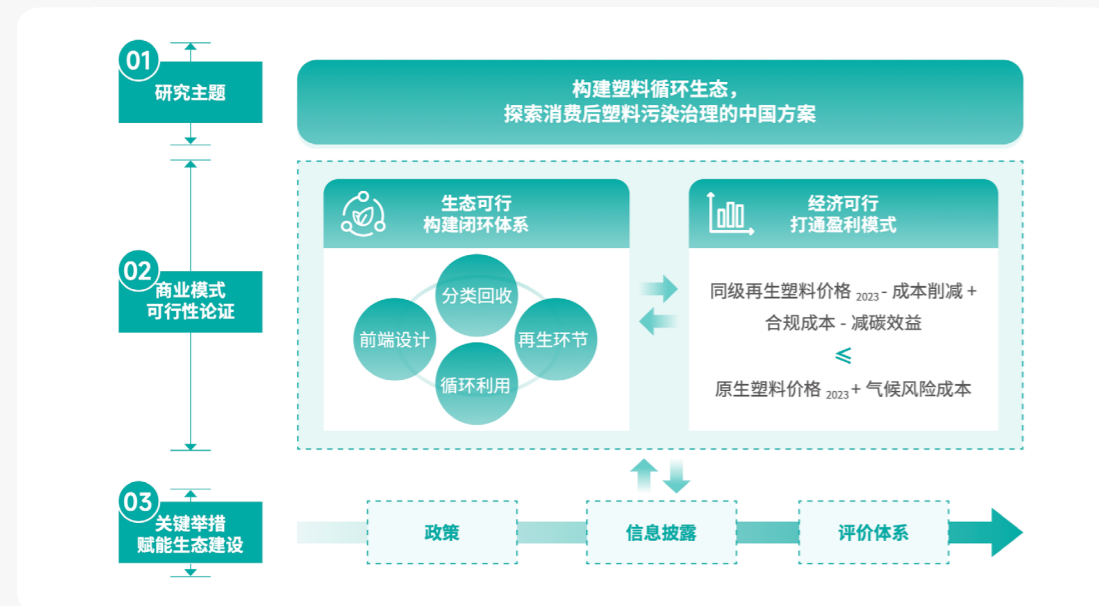 01
研究主题
构建塑料循环生态，
探索消费后塑料污染治理的中国方案
02
商业模式
可行性论证
生态可行
构建闭环体系
分类回收
前端设计
再生环节
循环利用
经济可行
打通盈利模式
同级再生塑料价格 2023 - 成本削减 +
合规成本 - 减碳效益
⩽
原生塑料价格 2023 + 气候风险成本
03
关键举措
赋能生态建设
政策
信息披露
评价体系